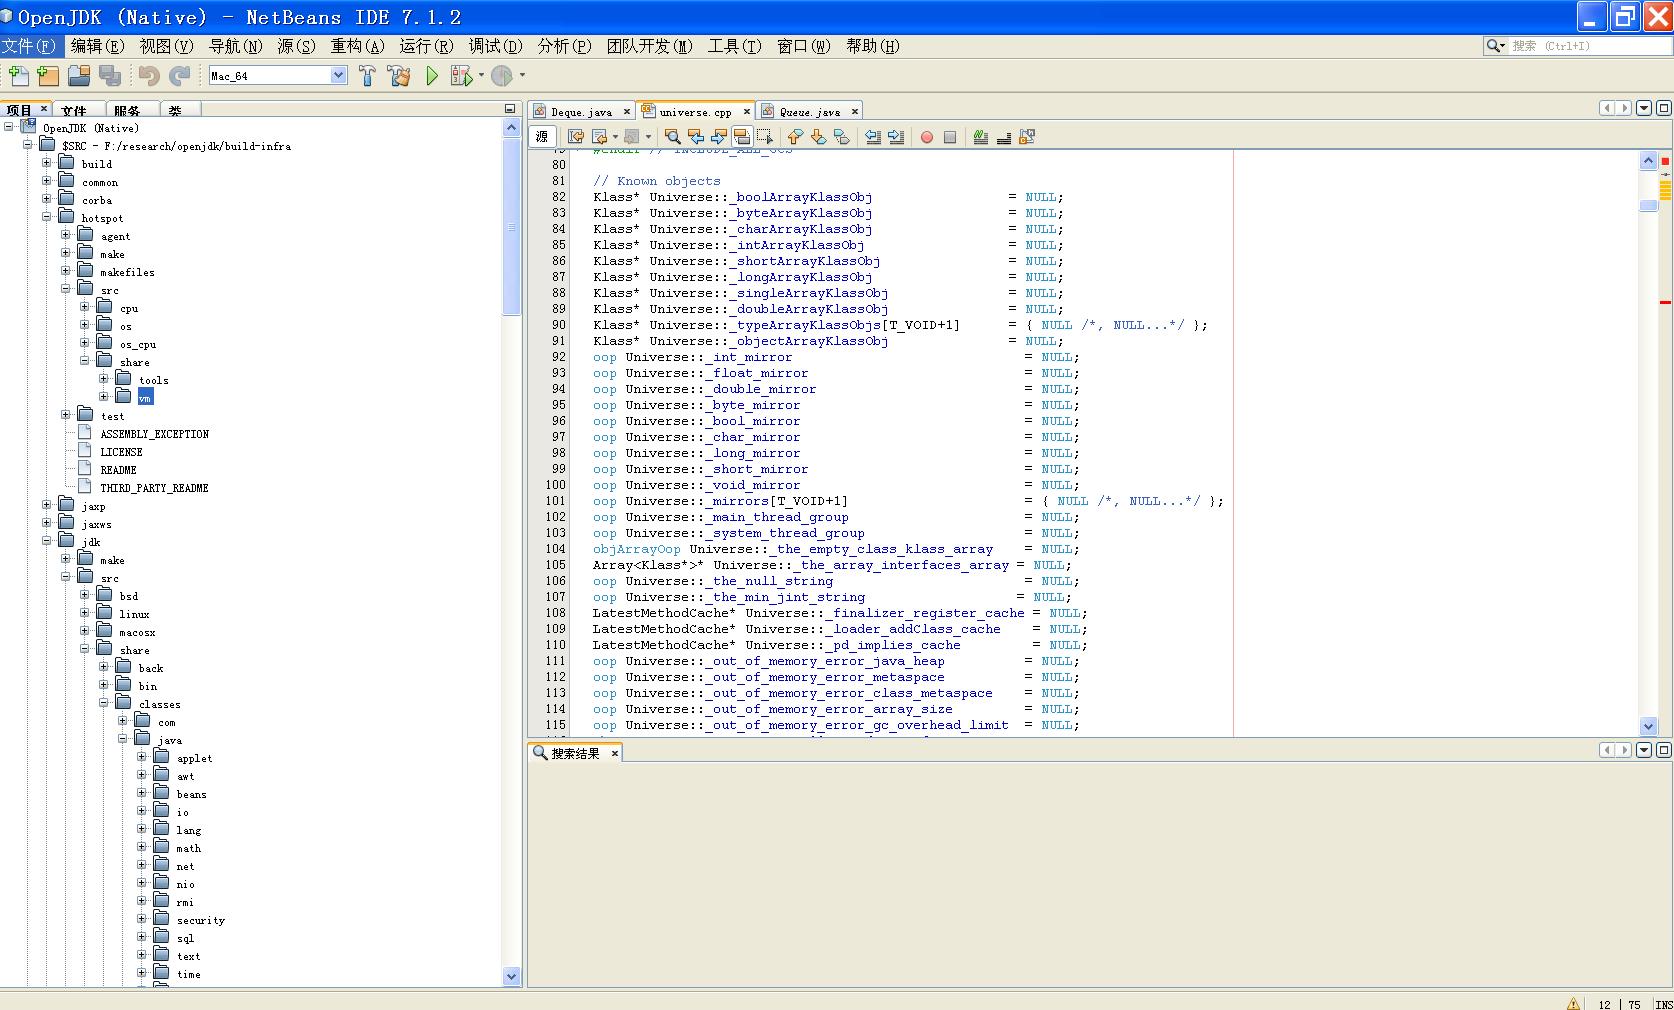 OpenJDK (Native) - NetBeans IDE 7.1.2
文件(F) 编辑(E) 视图(V) 导航(N) 源(S) 重构(A) 运行(R) 调试(D) 分析(P) 团队开发(M) 工具(T) 窗口(W) 帮助(H)
搜索 (Ctrl+I)
Mac_64
项目 文件 服务 类
OpenJDK (Native)
$SRC - F:/research/openjdk/build-infra
build
common
corba
hotspot
agent
make
makefiles
src
cpu
os
os_cpu
share
tools
vm
test
ASSEMBLY_EXCEPTION
LICENSE
README
THIRD_PARTY_README
jaxp
jaxws
jdk
make
src
bsd
linux
macosx
share
back
bin
classes
com
java
applet
awt
beans
io
lang
math
net
nio
rmi
security
sql
text
time
Deque.java universe.cpp Queue.java
源
79 #endif // INCLUDE_ALL_GCS
80
81 // Known objects
82 Klass* Universe::_boolArrayKlassObj = NULL;
83 Klass* Universe::_byteArrayKlassObj = NULL;
84 Klass* Universe::_charArrayKlassObj = NULL;
85 Klass* Universe::_intArrayKlassObj = NULL;
86 Klass* Universe::_shortArrayKlassObj = NULL;
87 Klass* Universe::_longArrayKlassObj = NULL;
88 Klass* Universe::_singleArrayKlassObj = NULL;
89 Klass* Universe::_doubleArrayKlassObj = NULL;
90 Klass* Universe::_typeArrayKlassObjs[T_VOID+1] = { NULL /*, NULL...*/ };
91 Klass* Universe::_objectArrayKlassObj = NULL;
92 oop Universe::_int_mirror = NULL;
93 oop Universe::_float_mirror = NULL;
94 oop Universe::_double_mirror = NULL;
95 oop Universe::_byte_mirror = NULL;
96 oop Universe::_bool_mirror = NULL;
97 oop Universe::_char_mirror = NULL;
98 oop Universe::_long_mirror = NULL;
99 oop Universe::_short_mirror = NULL;
100 oop Universe::_void_mirror = NULL;
101 oop Universe::_mirrors[T_VOID+1] = { NULL /*, NULL...*/ };
102 oop Universe::_main_thread_group = NULL;
103 oop Universe::_system_thread_group = NULL;
104 objArrayOop Universe::_the_empty_class_klass_array = NULL;
105 Array<Klass*>* Universe::_the_array_interfaces_array = NULL;
106 oop Universe::_the_null_string = NULL;
107 oop Universe::_the_min_jint_string = NULL;
108 LatestMethodCache* Universe::_finalizer_register_cache = NULL;
109 LatestMethodCache* Universe::_loader_addClass_cache = NULL;
110 LatestMethodCache* Universe::_pd_implies_cache = NULL;
111 oop Universe::_out_of_memory_error_java_heap = NULL;
112 oop Universe::_out_of_memory_error_metaspace = NULL;
113 oop Universe::_out_of_memory_error_class_metaspace = NULL;
114 oop Universe::_out_of_memory_error_array_size = NULL;
115 oop Universe::_out_of_memory_error_gc_overhead_limit = NULL;
搜索结果
12 | 75 INS